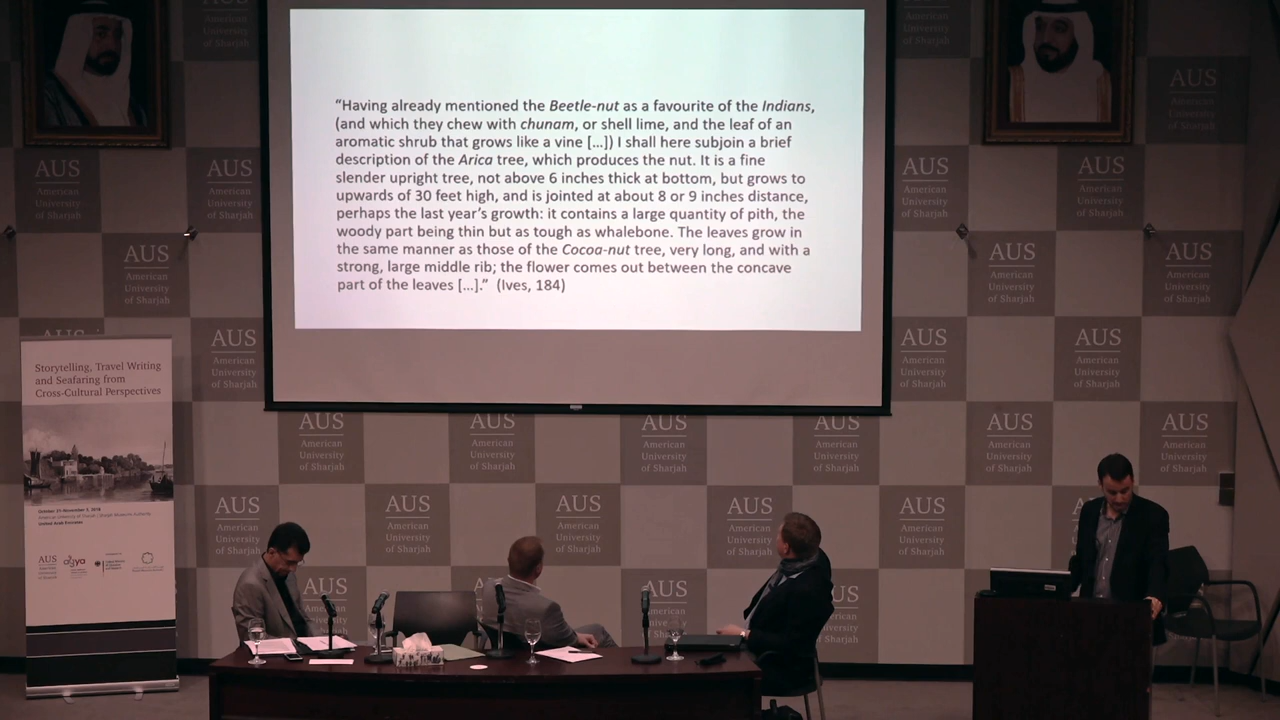 “Having already mentioned the Beetle-nut as a favourite of the Indians,
(and which they chew with chunam, or shell lime, and the leaf of an
aromatic shrub that grows like a vine […]) I shall here subjoin a brief
description of the Arica tree, which produces the nut. It is a fine
slender upright tree, not above 6 inches thick at bottom, but grows to
upwards of 30 feet high, and is jointed at about 8 or 9 inches distance,
perhaps the last year’s growth: it contains a large quantity of pith, the
woody part being thin but as tough as whalebone. The leaves grow in
the same manner as those of the Cocoa-nut tree, very long, and with a
strong, large middle rib; the flower comes out between the concave
part of the leaves […].” (Ives, 184)
Storytelling, Travel Writing
and Seafaring from
Cross-Cultural Perspectives
United Arab Emirates
AUS
agya
AUS
American
University
of Sharjah